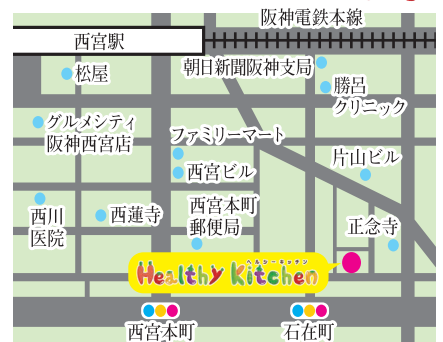 阪神電鉄本線
西宮駅
朝日新聞阪神支局
松屋
勝呂
クリニック
グルメシティ
阪神西宮店
ファミリーマート
片山ビル
西宮ビル
西川
医院
西蓮寺
西宮本町
郵便局
正念寺
ヘルシーキッチン
Healthy Kitchen
西宮本町
石在町